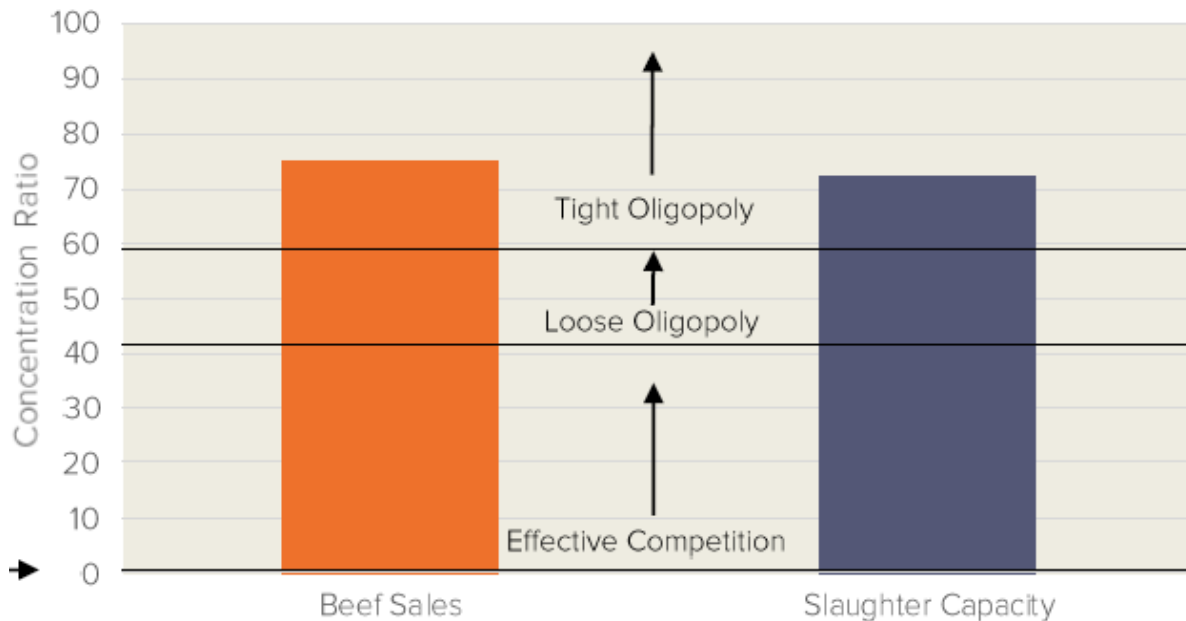 100
90
80
70
60
50
40
30
20
10
0
Concentration Ratio
Tight Oligopoly
Loose Oligopoly
Effective Competition
Beef Sales
Slaughter Capacity